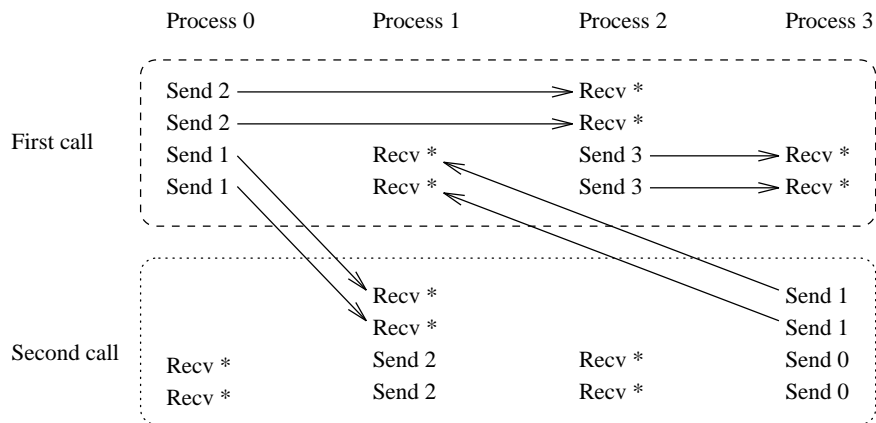 Process 0 Process 1 Process 2 Process 3
Send 2 Recv *
Send 2 Recv *
First call
Send 1 Recv * Send 3 Recv *
Send 1 Recv * Send 3 Recv *
Recv * Send 1
Recv * Send 1
Second call
Recv * Send 2 Recv * Send 0
Recv * Send 2 Recv * Send 0